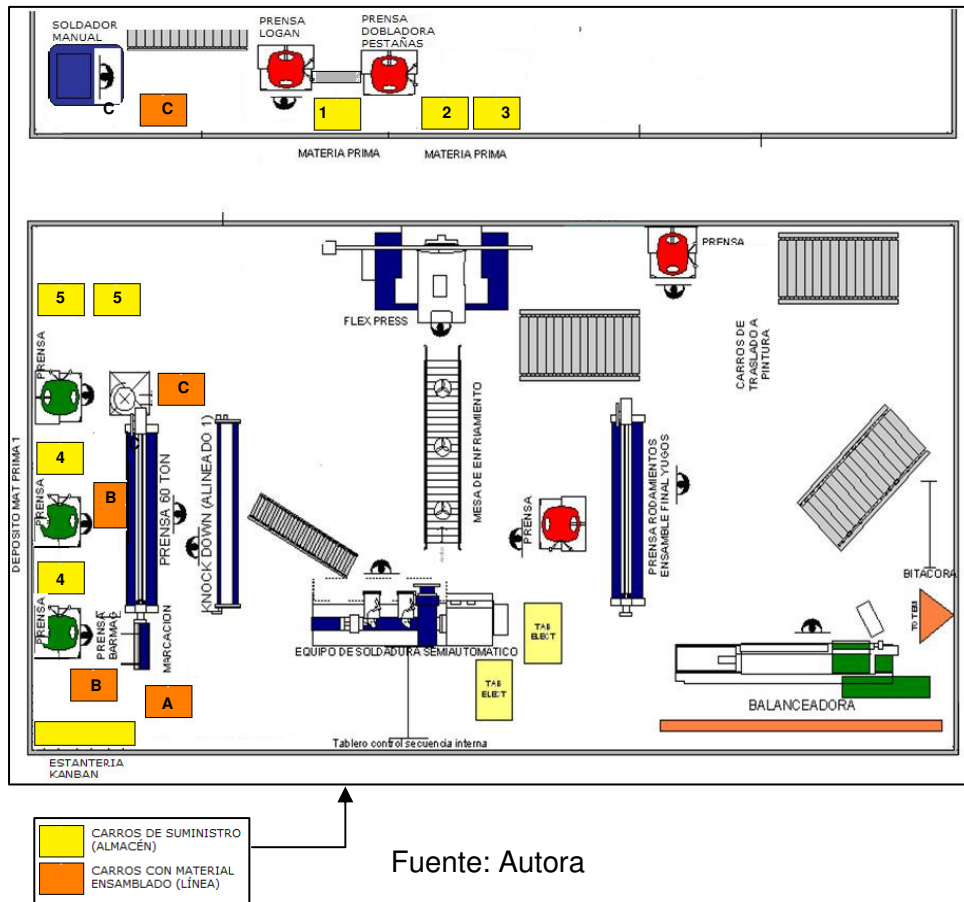 SOLDADOR
MANUAL
PRENSA
LOGAN
PRENSA
DOBLADORA
PESTAÑAS
C
C
1
2
3
MATERIA PRIMA
MATERIA PRIMA
PRENSA
5
5
FLEX PRESS
CARROS DE
TRASLADO A
PINTURA
PRENSA
C
C
DEPOSITO MAT PRIMA 1
4
PRENSA
B
PRENSA 60 TON
KNOCK DOWN (ALINEADO 1)
MESA DE ENFRIAMIENTO
PRENSA
PRENSA RODAMIENTOS
ENSAMBLE FINAL YUGOS
4
BITACORA
PRENSA
PRENSA
MARCACION
TAB
ELECT
EQUIPO DE SOLDADURA SEMIAUTOMATICO
TAB
ELECT
B
A
BALANCEADORA
Tablero control secuencia interna
ESTANTERIA
KANBAN
CARROS DE SUMINISTRO
(ALMACÉN)
CARROS CON MATERIAL
ENSAMBLADO (LÍNEA)
Fuente: Autora